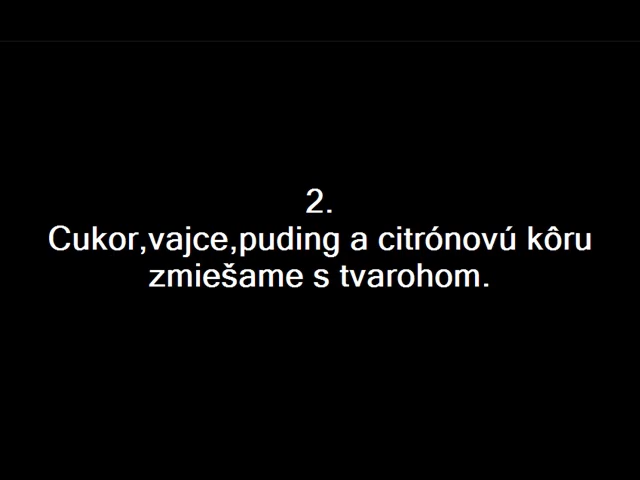 2.
Cukor,vajce,puding a citrónovú kôru
zmiešame s tvarohom.